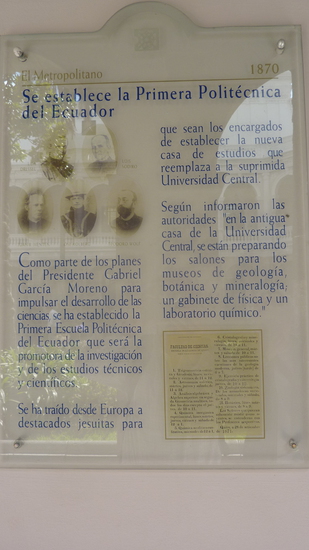 El Metropolitano
1870
Se establece la Primera Politécnica
del Ecuador
Como parte de los planes
del Presidente Gabriel
García Moreno para
impulsar el desarrollo de las
ciencias se ha establecido la
Primera Escuela Politécnica
del Ecuador que será la
promotora de la investigación
y de los estudios técnicos
y científicos.
Se ha traído desde Europa a
destacados jesuitas para
que sean los encargados
de establecer la nueva
casa de estudios que
reemplaza a la suprimida
Universidad Central.
Según informaron las
autoridades "en la antigua
casa de la Universidad
Central, se están preparando
los salones para los
museos de geología,
botánica y mineralogía,
un gabinete de física y un
laboratorio químico."